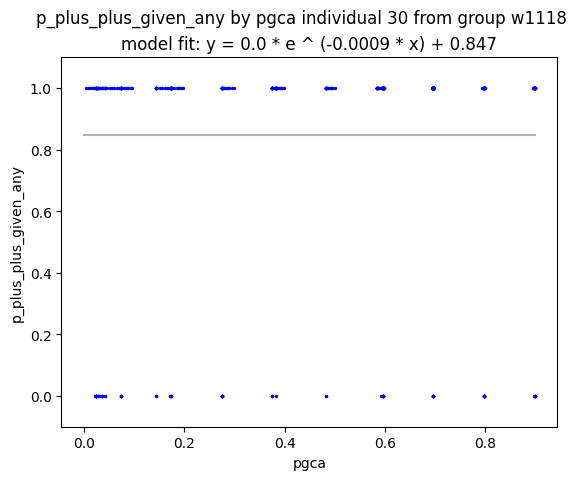 p_plus_plus_given_any by pgca individual 30 from group w1118
model fit: y = 0.0 * e ^ (-0.0009 * x) + 0.847
p_plus_plus_given_any
1.0
0.8
0.6
0.4
0.2
0.0
0.0 0.2 0.4 0.6 0.8
pgca